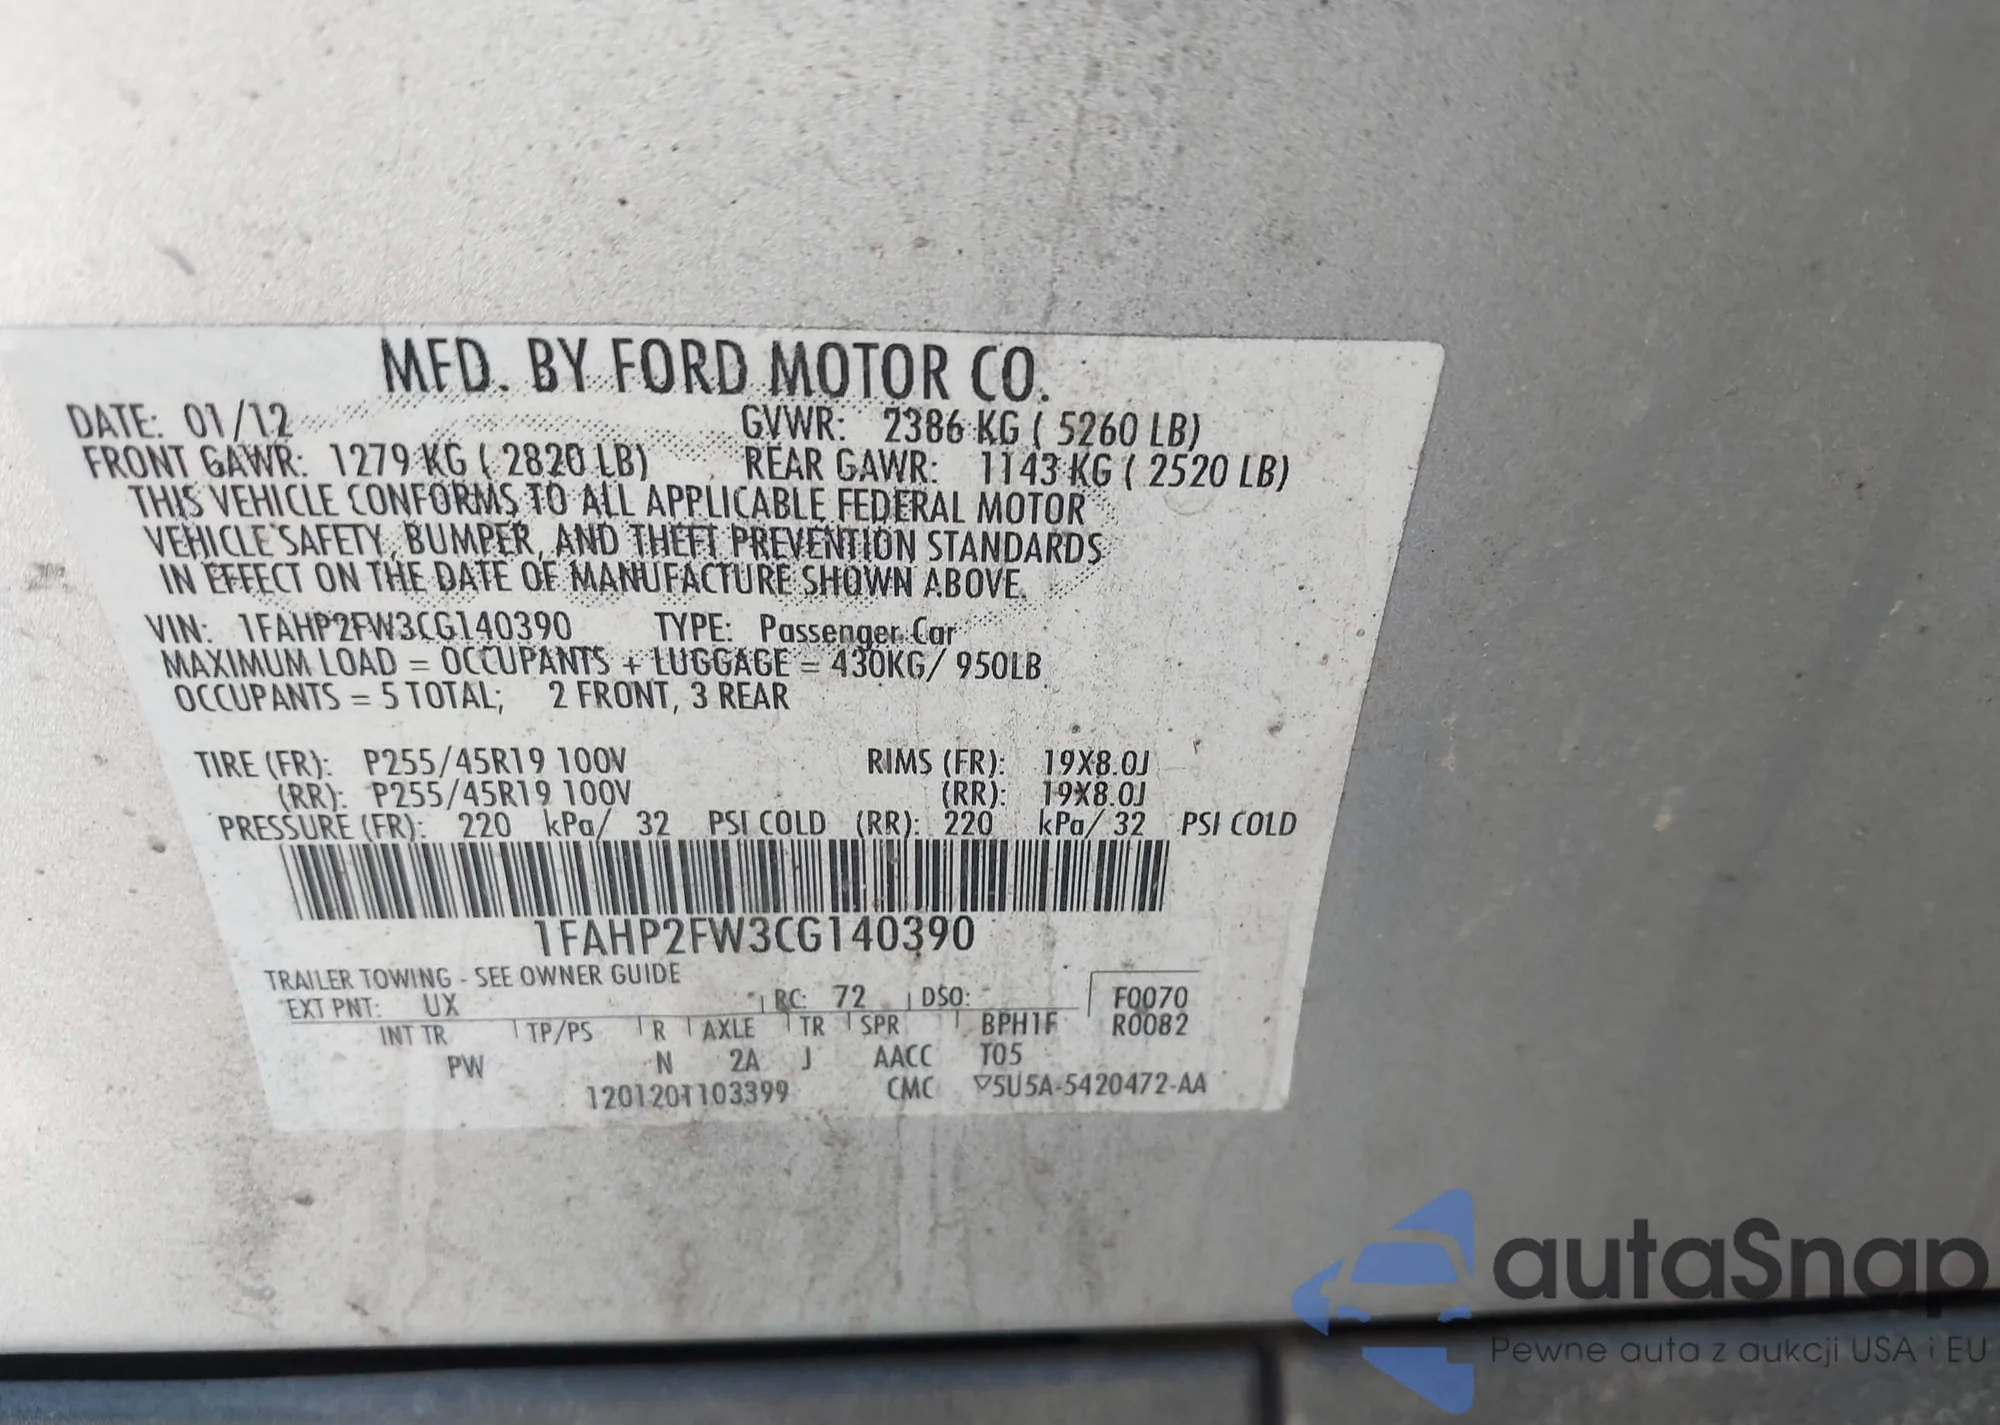 MFD. BY FORD MOTOR CO.
DATE: 01/12 GVWR: 2386 KG ( 5260 LB)
FRONT GAWR: 1279 KG ( 2820 LB) REAR GAWR: 1143 KG ( 2520 LB)
THIS VEHICLE CONFORMS TO ALL APPLICABLE FEDERAL MOTOR
VEHICLE SAFETY, BUMPER, AND THEFT PREVENTION STANDARDS
IN EFFECT ON THE DATE OF MANUFACTURE SHOWN ABOVE.
VIN: 1FAHP2FW3CG140390 TYPE: Passenger Car
MAXIMUM LOAD = OCCUPANTS + LUGGAGE = 430KG/ 950LB
OCCUPANTS = 5 TOTAL; 2 FRONT, 3 REAR
TIRE (FR): P255/45R19 100V RIMS (FR): 19X8.0J
(RR): P255/45R19 100V (RR): 19X8.0J
PRESSURE (FR): 220 kPa/ 32 PSI COLD (RR): 220 kPa/ 32 PSI COLD
1FAHP2FW3CG140390
TRAILER TOWING - SEE OWNER GUIDE
EXT PNT: UX RC: 72 DSO: F0070
INT TR TP/PS R AXLE TR SPR BPH1F R0082
PW N 2A J AACC T05
1201201103399 CMC ▽5U5A-5420472-AA
autaSnap
Pewne auta z aukcji USA i EU